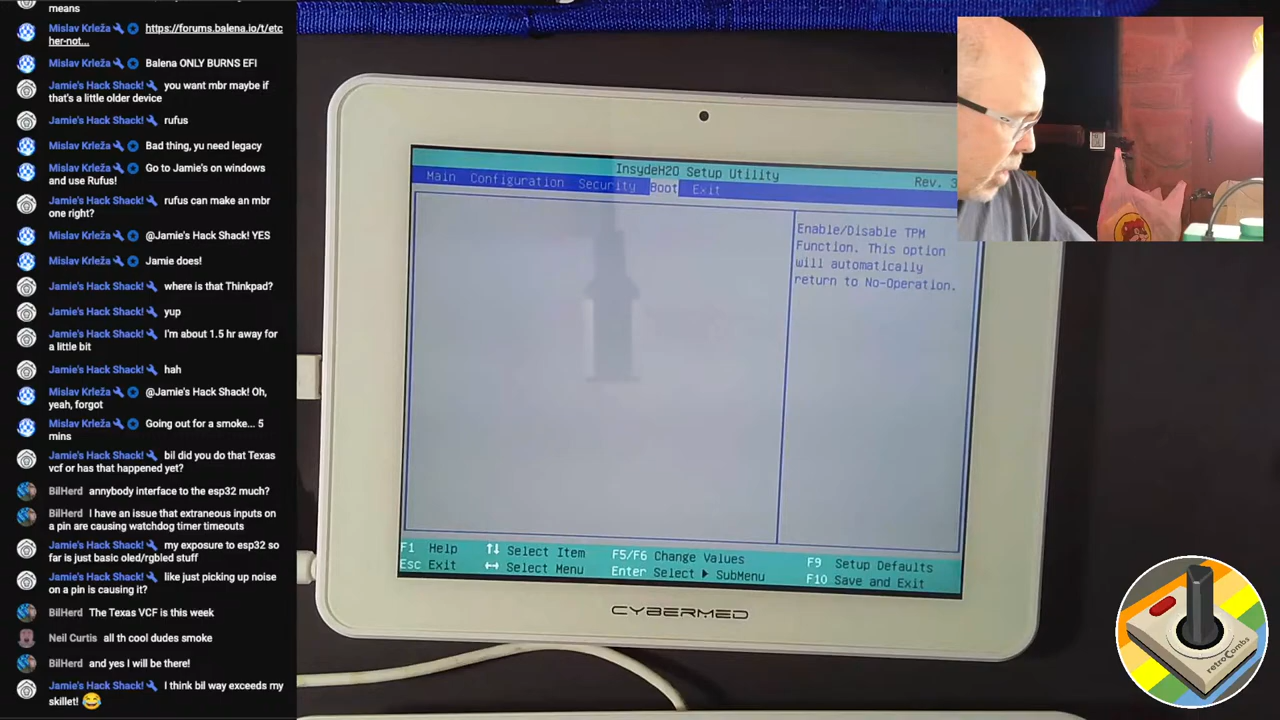 means
Mislav Krleža https://forums.balena.io/t/etc
her-not...
Mislav Krleža Balena ONLY BURNS EFI
Jamie's Hack Shack! you want mbr maybe if
that's a little older device
Jamie's Hack Shack! rufus
Mislav Krleža Bad thing, yu need legacy
Mislav Krleža Go to Jamie's on windows
and use Rufus!
Jamie's Hack Shack! rufus can make an mbr
one right?
Mislav Krleža @Jamie's Hack Shack! YES
Mislav Krleža Jamie does!
Jamie's Hack Shack! where is that Thinkpad?
Jamie's Hack Shack! yup
Jamie's Hack Shack! I'm about 1.5 hr away for
a little bit
Jamie's Hack Shack! hah
Mislav Krleža @Jamie's Hack Shack! Oh,
yeah, forgot
Mislav Krleža Going out for a smoke... 5
mins
Jamie's Hack Shack! bil did you do that Texas
vcf or has that happened yet?
BilHerd annybody interface to the esp32 much?
BilHerd I have an issue that extraneous inputs on
a pin are causing watchdog timer timeouts
Jamie's Hack Shack! my exposure to esp32 so
far is just basic oled/rgbled stuff
Jamie's Hack Shack! like just picking up noise
on a pin is causing it?
BilHerd The Texas VCF is this week
Neil Curtis all th cool dudes smoke
BilHerd and yes I will be there!
Jamie's Hack Shack! I think bil way exceeds my
skillet! 😂
InsydeH2O Setup Utility Rev. 3
Main Configuration Security Boot Exit
Enable/Disable TPM
Function. This option
will automatically
return to No-Operation.
F1 Help ↑↓ Select Item F5/F6 Change Values F9 Setup Defaults
Esc Exit ↔ Select Menu Enter Select ▶ SubMenu F10 Save and Exit
CYBERMED
retroCombs